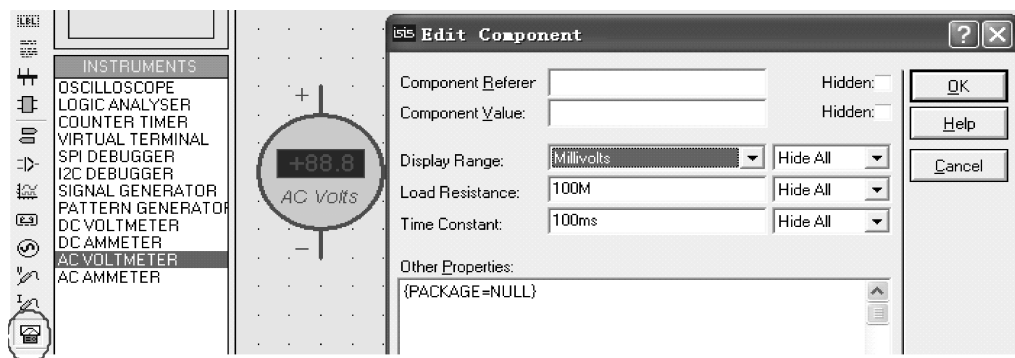 LBL
INSTRUMENTS
OSCILLOSCOPE
LOGIC ANALYSER
COUNTER TIMER
VIRTUAL TERMINAL
SPI DEBUGGER
I2C DEBUGGER
SIGNAL GENERATOR
PATTERN GENERATOR
DC VOLTMETER
DC AMMETER
AC VOLTMETER
AC AMMETER
+
+88.8
AC Volts
−
isis Edit Component
Component Referer
Hidden:
Component Value:
Hidden:
Display Range:
Millivolts
Hide All
Load Resistance:
100M
Hide All
Time Constant:
100ms
Hide All
Other Properties:
{PACKAGE=NULL}
OK
Help
Cancel